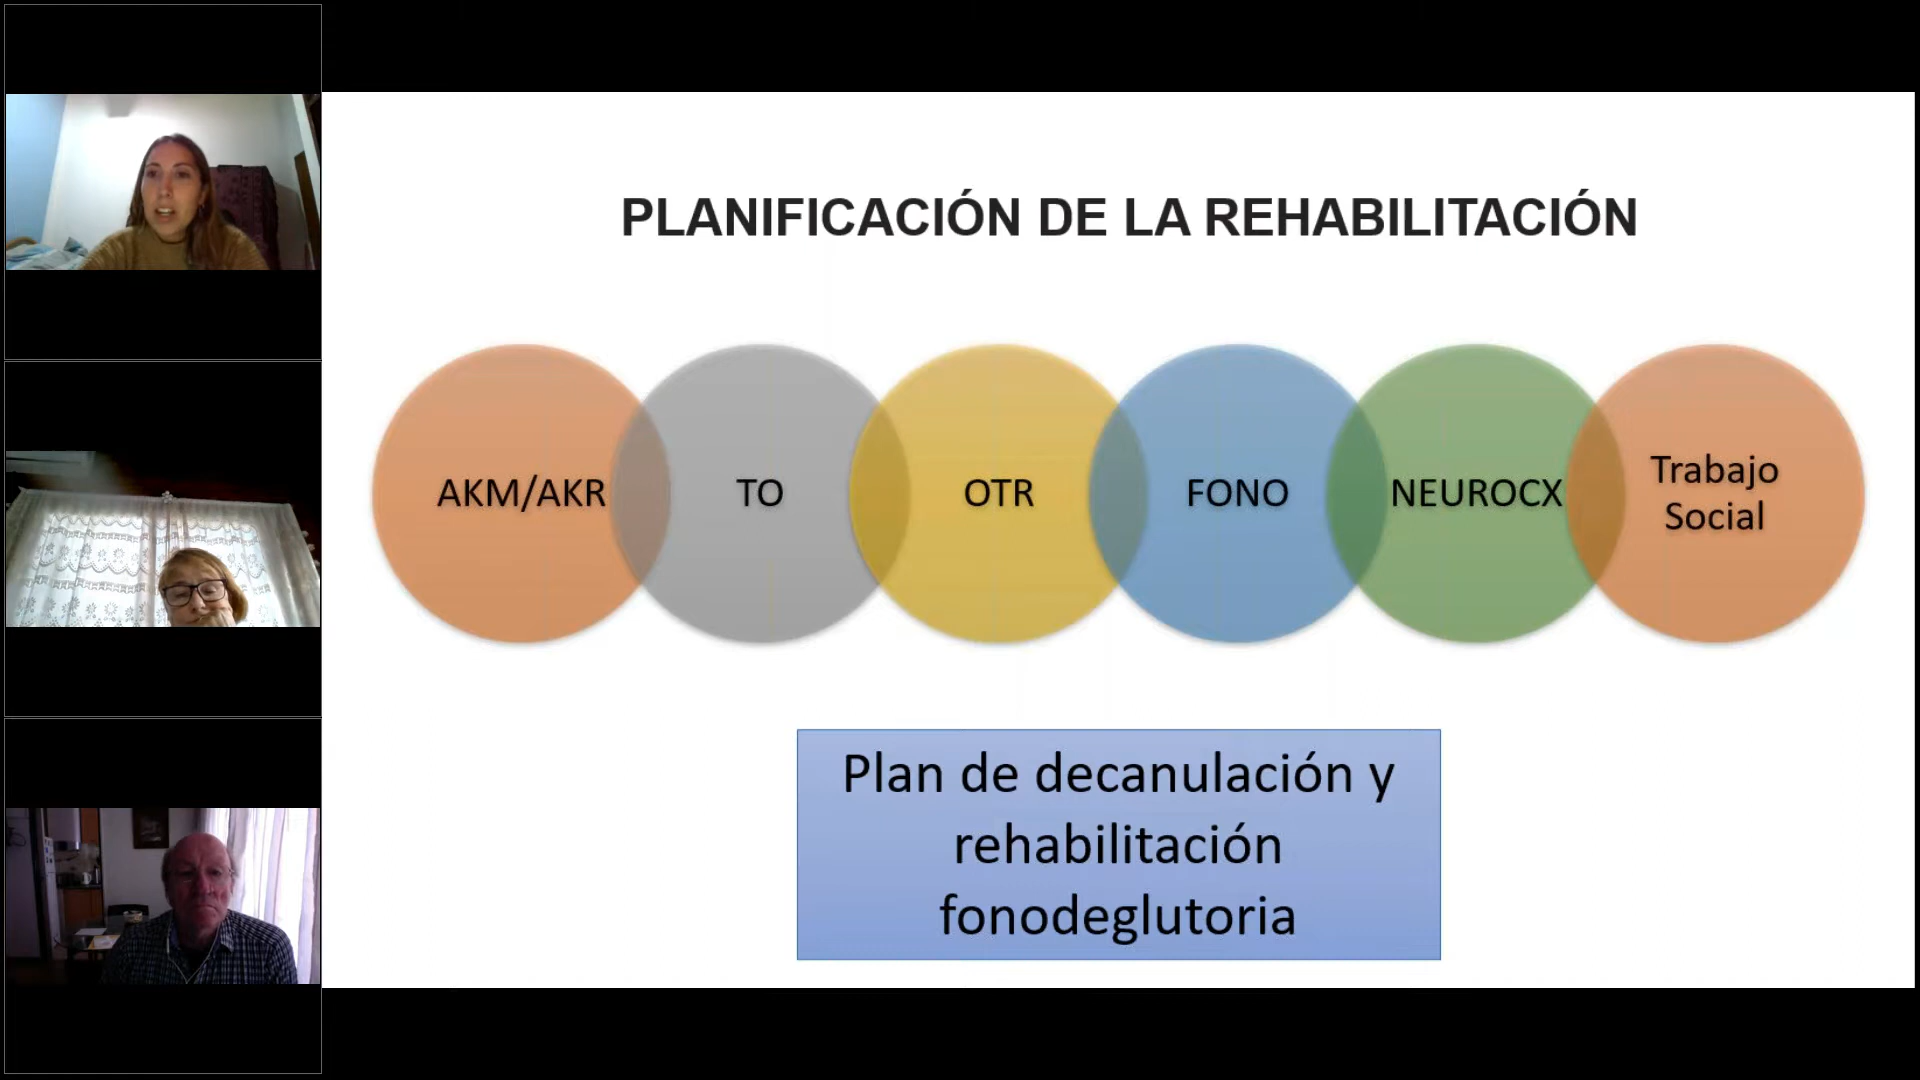 PLANIFICACIÓN DE LA REHABILITACIÓN
AKM/AKR
TO
OTR
FONO
NEUROCX
Trabajo
Social
Plan de decanulación y
rehabilitación
fonodeglutoria